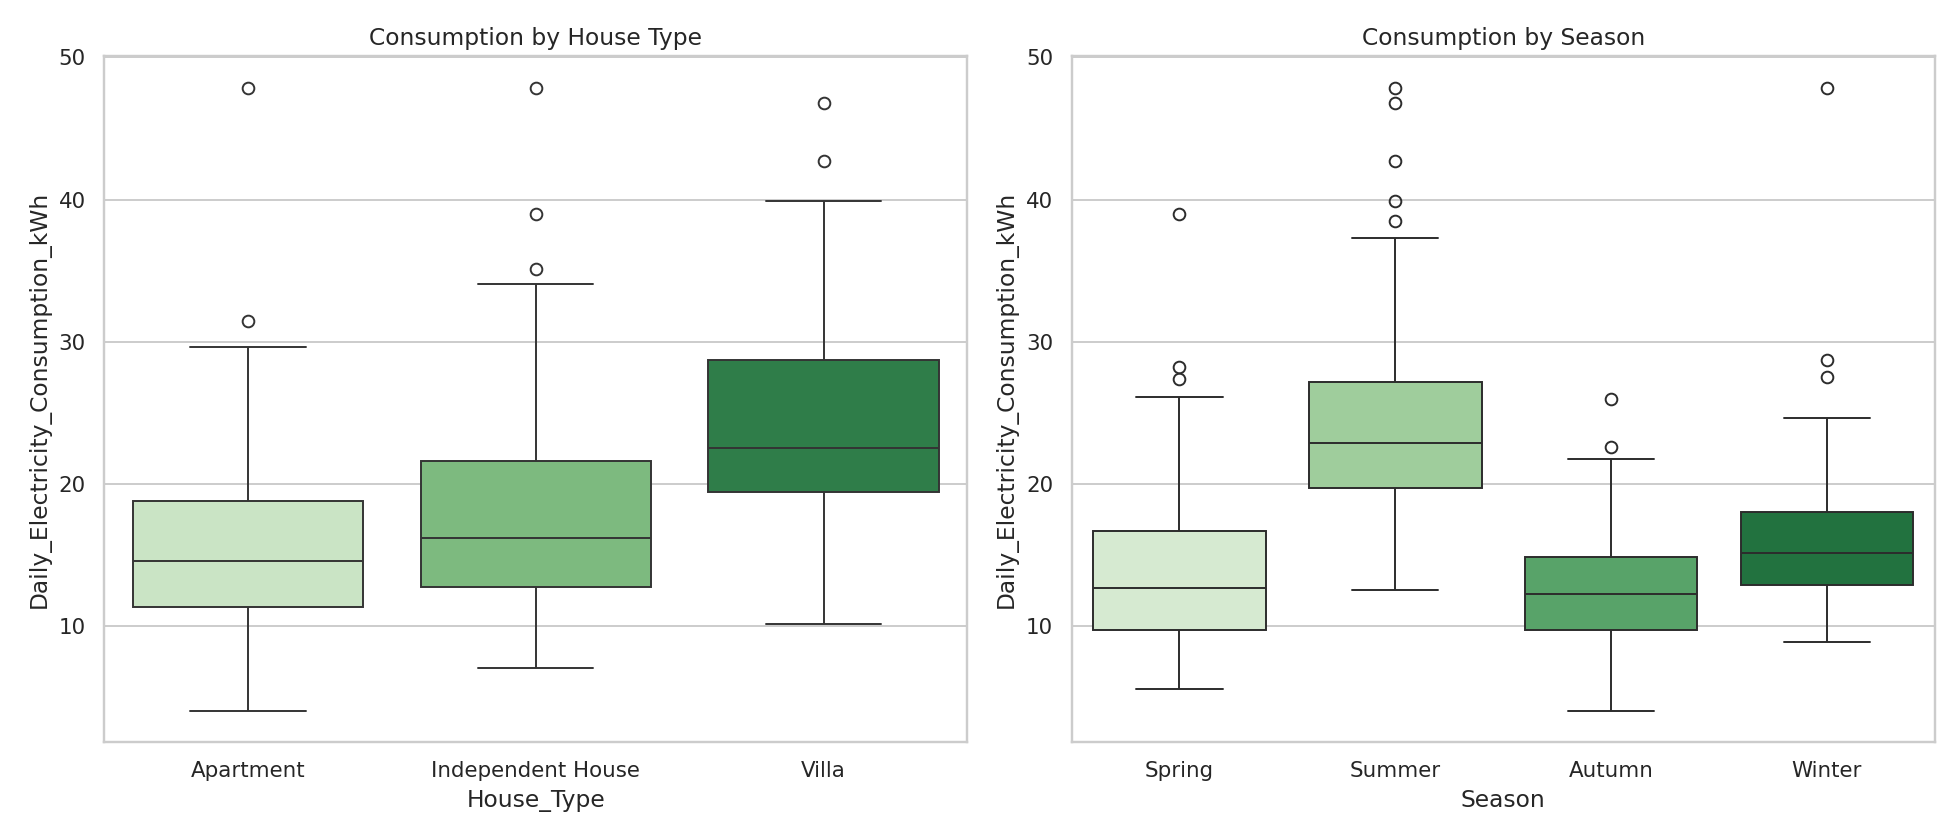 Consumption by House Type
Daily_Electricity_Consumption_kWh
50
40
30
20
10
Apartment Independent House Villa
House_Type
Consumption by Season
Daily_Electricity_Consumption_kWh
50
40
30
20
10
Spring Summer Autumn Winter
Season